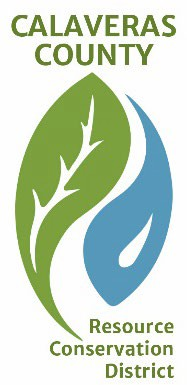 CALAVERAS
COUNTY
Resource
Conservation
District